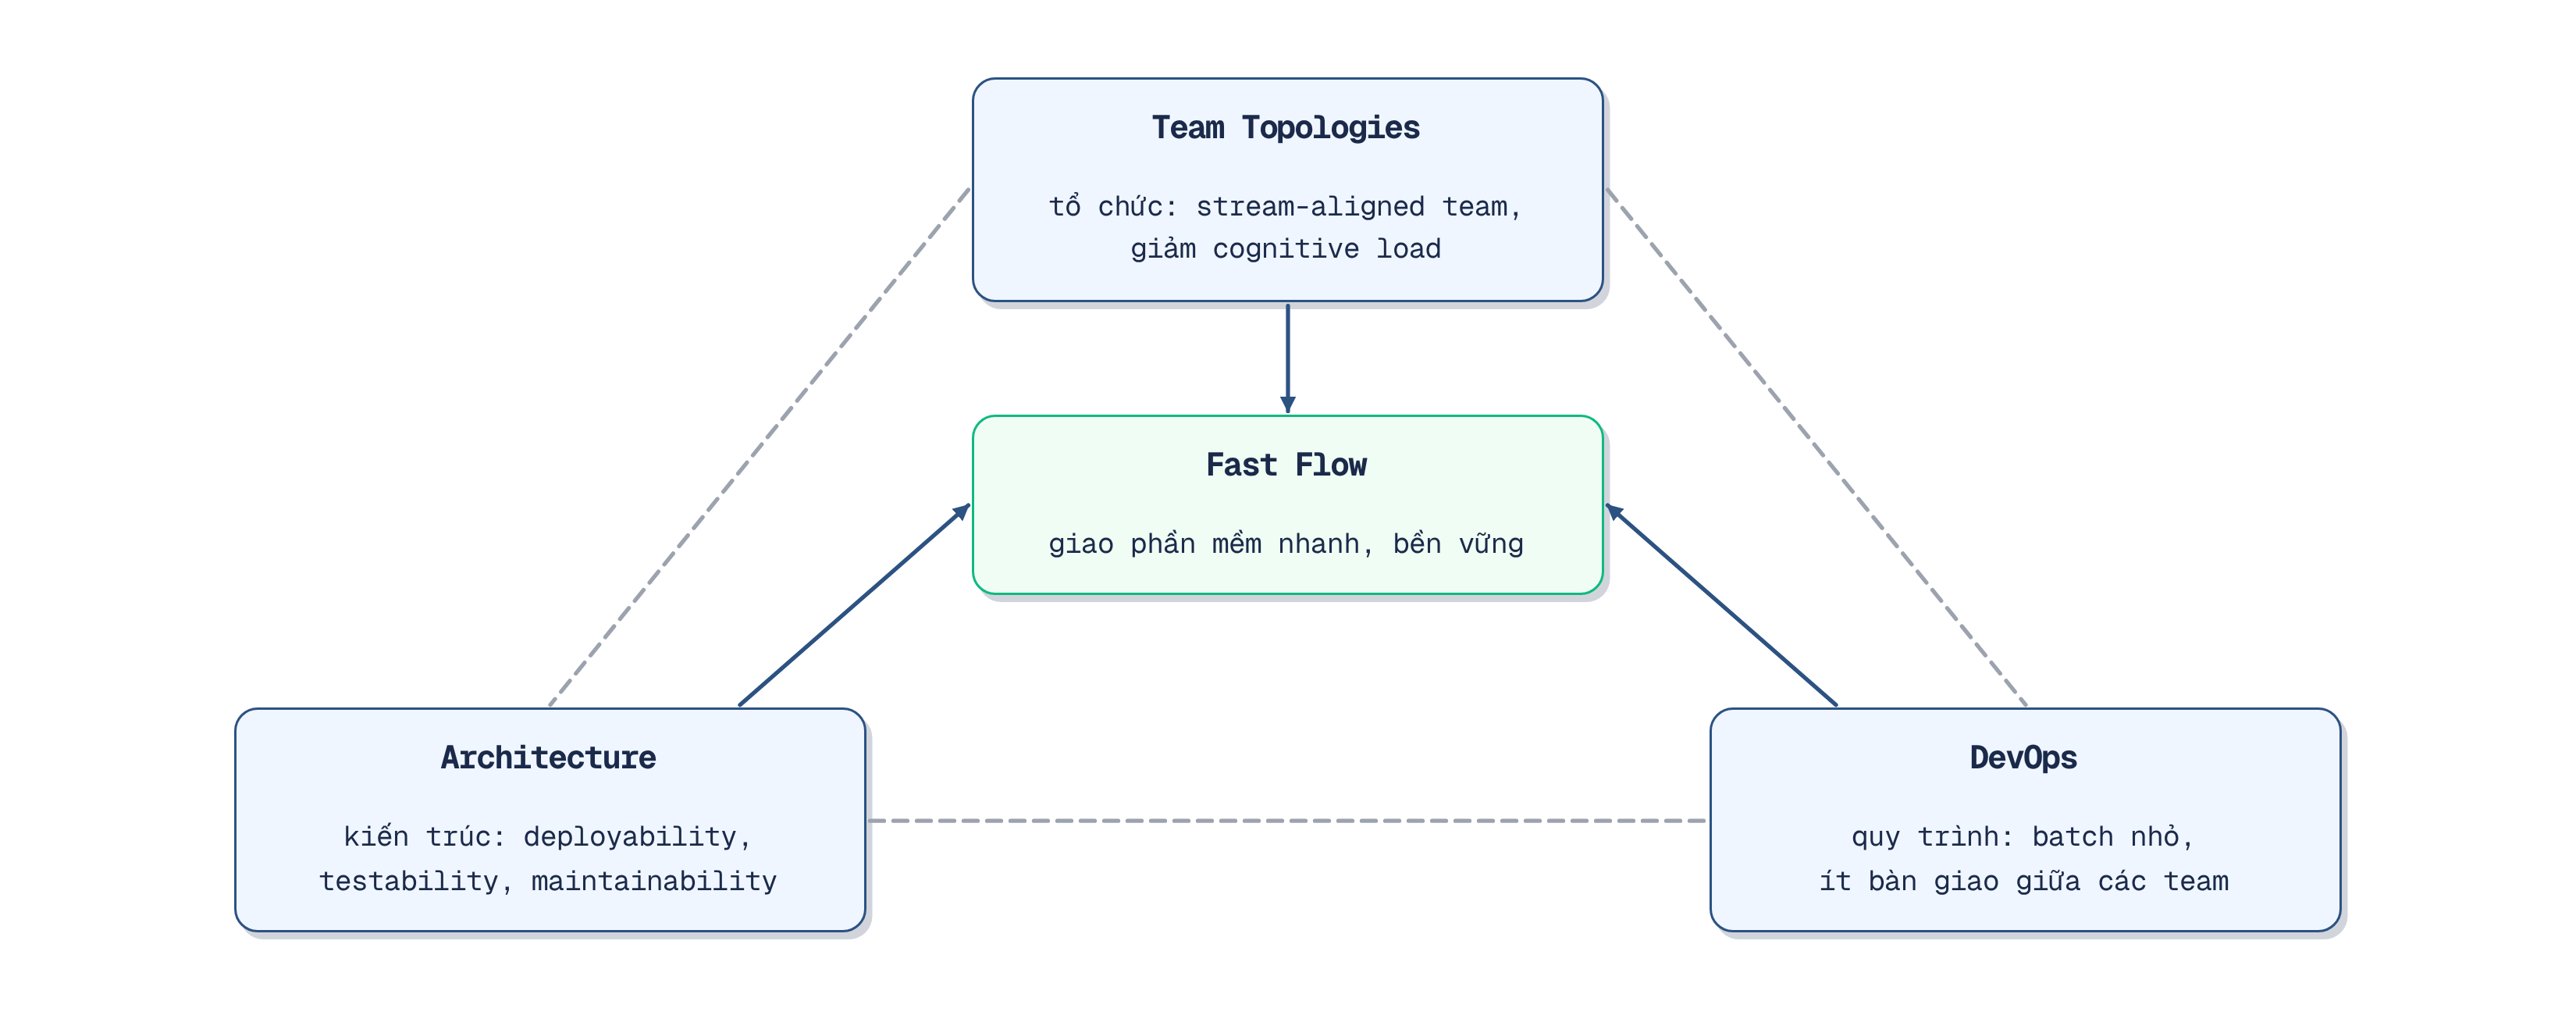 Team Topologies
tổ chức: stream-aligned team,
giảm cognitive load
Fast Flow
giao phần mềm nhanh, bền vững
Architecture
kiến trúc: deployability,
testability, maintainability
DevOps
quy trình: batch nhỏ,
ít bàn giao giữa các team